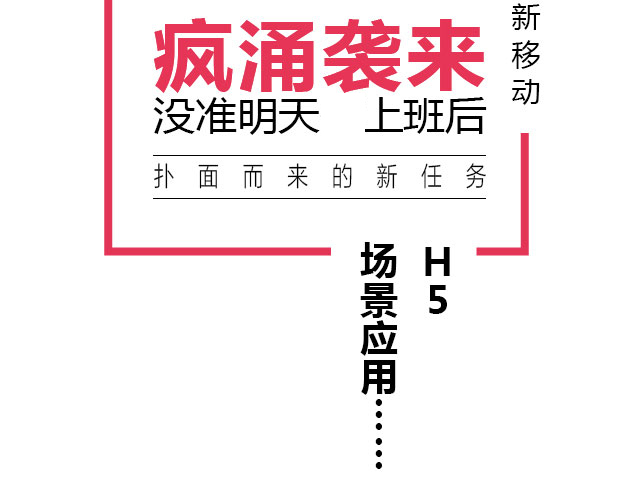 疯涌袭来
没准明天 上班后
扑面而来的新任务
新移动
H5
场景应用……